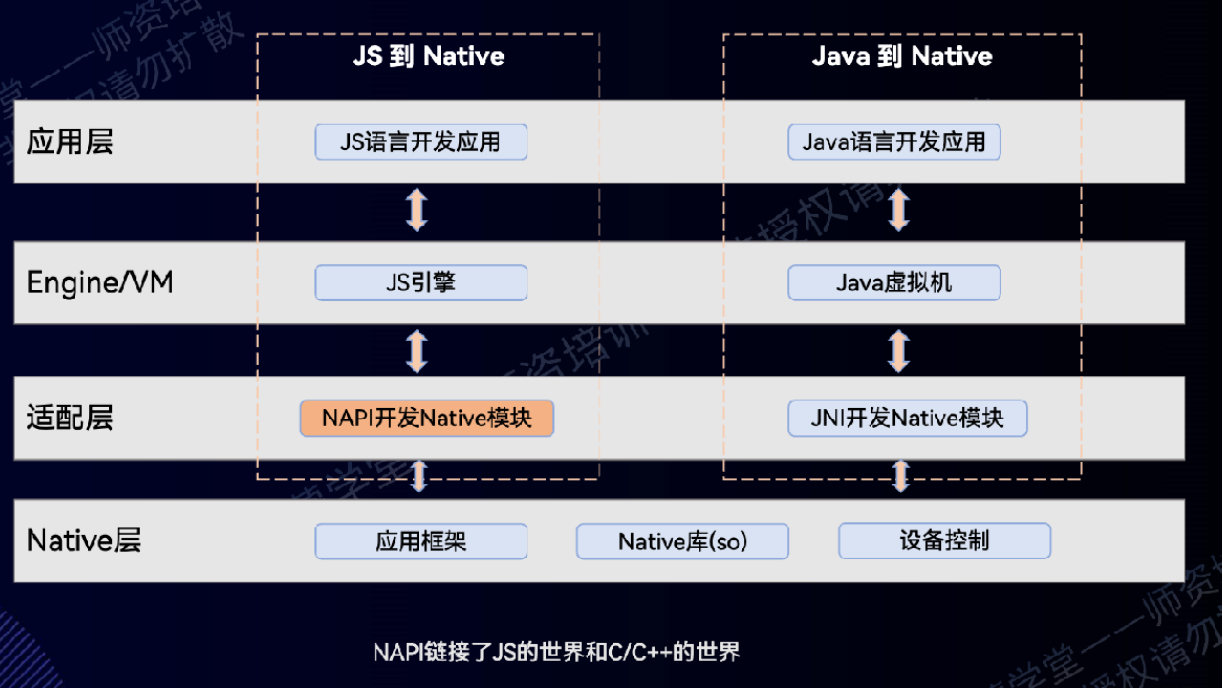 JS 到 Native
Java 到 Native
应用层
JS语言开发应用
Java语言开发应用
Engine/VM
JS引擎
Java虚拟机
适配层
NAPI开发Native模块
JNI开发Native模块
Native层
应用框架
Native库(so)
设备控制
NAPI链接了JS的世界和C/C++的世界